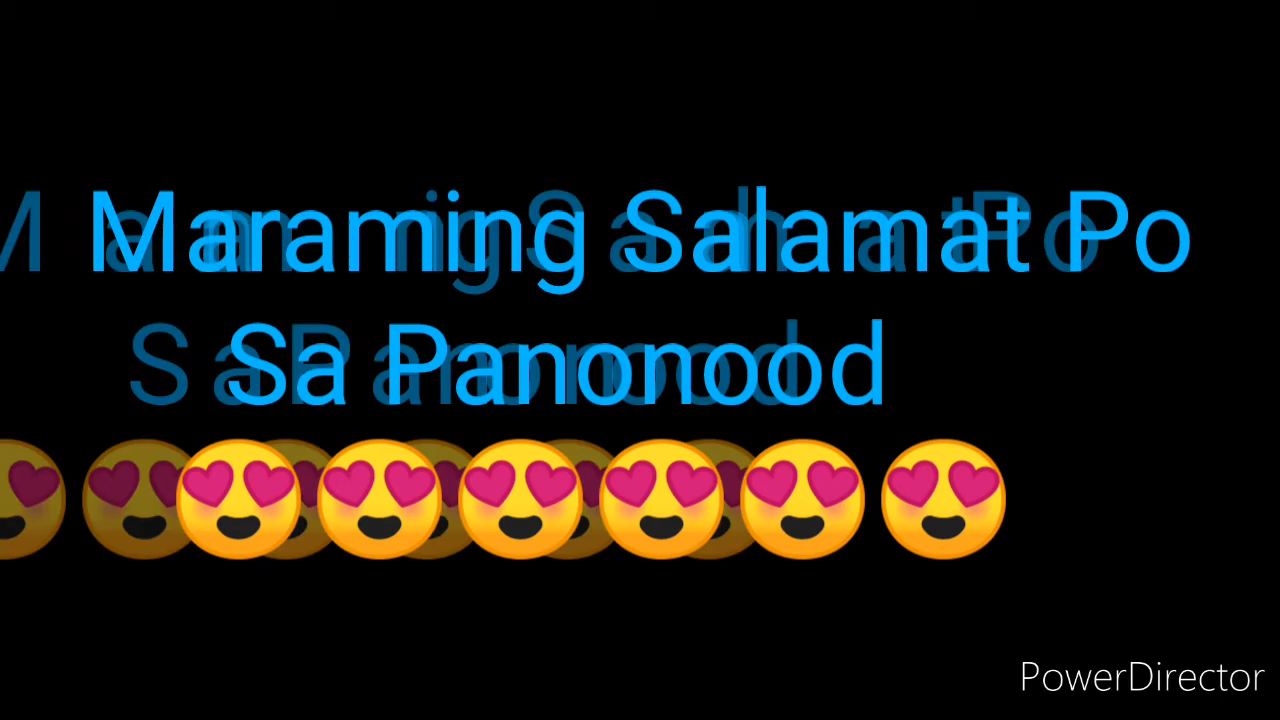 Maraming Salamat Po
Sa Panonood
😍😍😍😍😍😍
PowerDirector